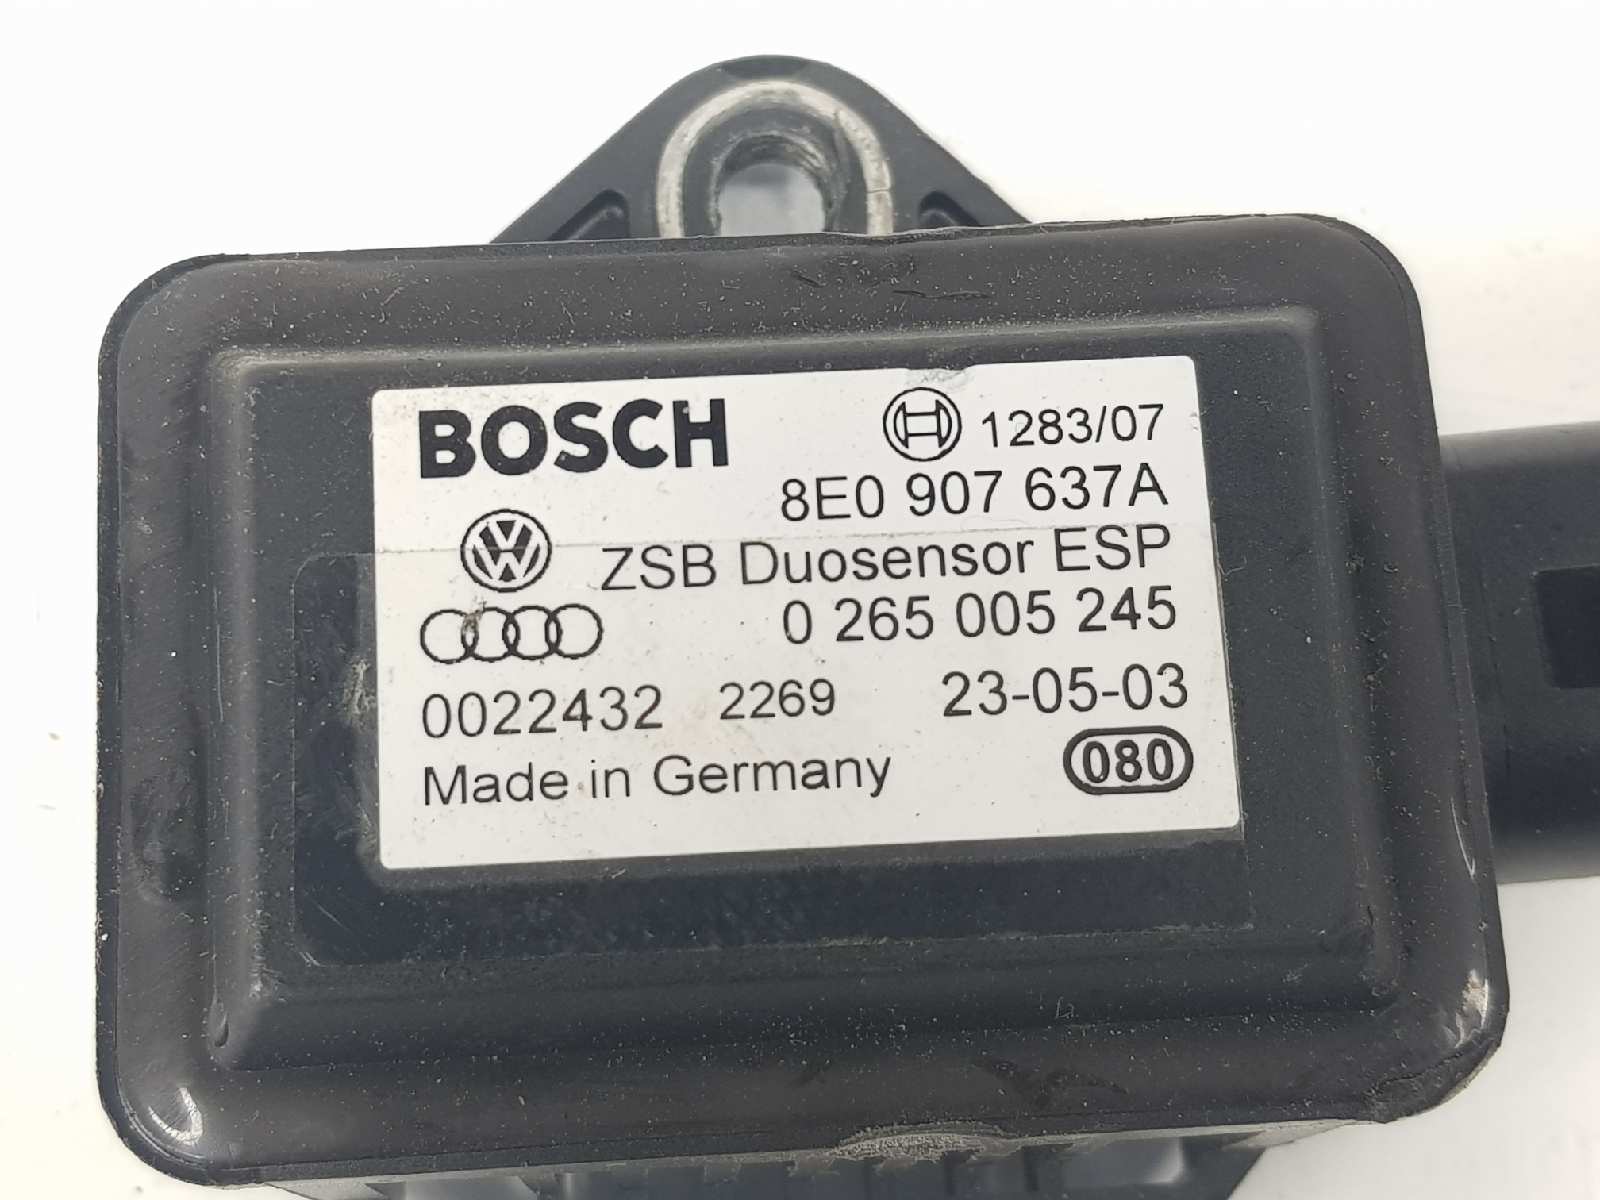 BOSCH 1283/07
8E0 907 637A
ZSB Duosensor ESP
0 265 005 245
0022432 2269 23-05-03
Made in Germany 080